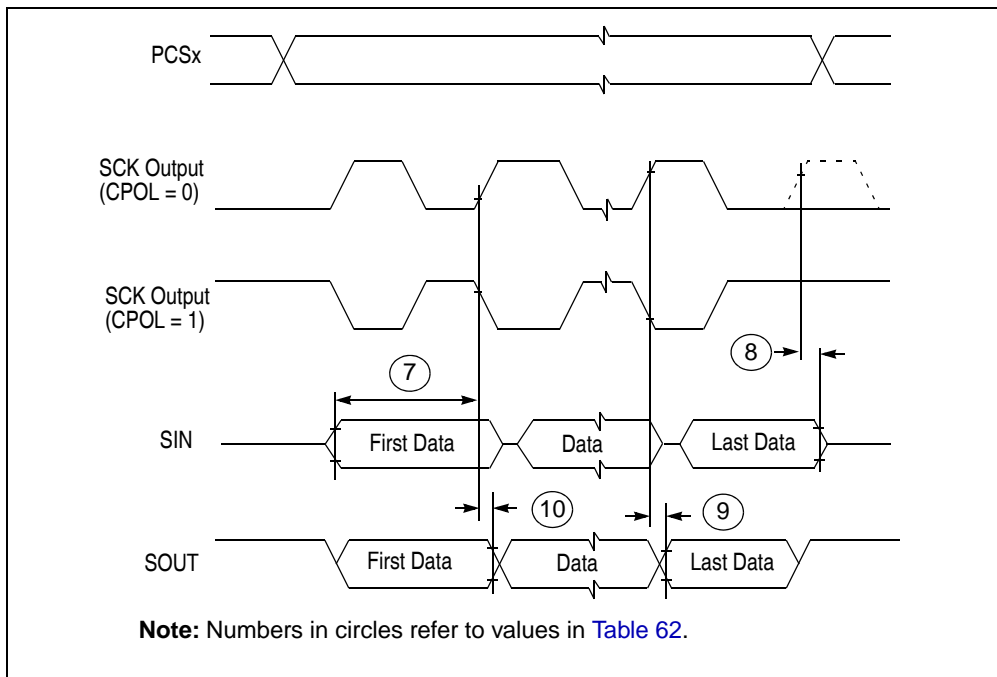 PCSx
SCK Output
(CPOL = 0)
SCK Output
(CPOL = 1)
8
7
SIN
First Data
Data
Last Data
10
9
SOUT
First Data
Data
Last Data
Note: Numbers in circles refer to values in Table 62.